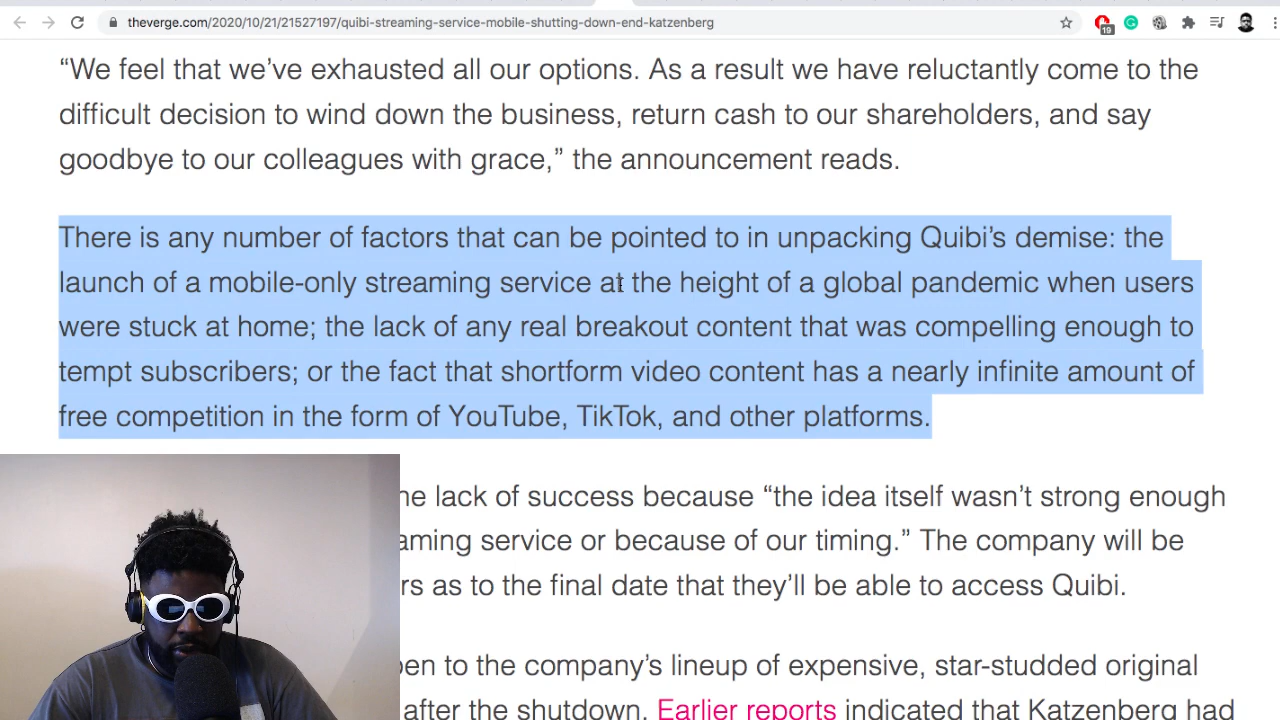 theverge.com/2020/10/21/21527197/quibi-streaming-service-mobile-shutting-down-end-katzenberg
19
“We feel that we’ve exhausted all our options. As a result we have reluctantly come to the
difficult decision to wind down the business, return cash to our shareholders, and say
goodbye to our colleagues with grace,” the announcement reads.
There is any number of factors that can be pointed to in unpacking Quibi’s demise: the
launch of a mobile-only streaming service at the height of a global pandemic when users
were stuck at home; the lack of any real breakout content that was compelling enough to
tempt subscribers; or the fact that shortform video content has a nearly infinite amount of
free competition in the form of YouTube, TikTok, and other platforms.
he lack of success because “the idea itself wasn’t strong enough
aming service or because of our timing.” The company will be
rs as to the final date that they’ll be able to access Quibi.
pen to the company’s lineup of expensive, star-studded original
after the shutdown. Earlier reports indicated that Katzenberg had